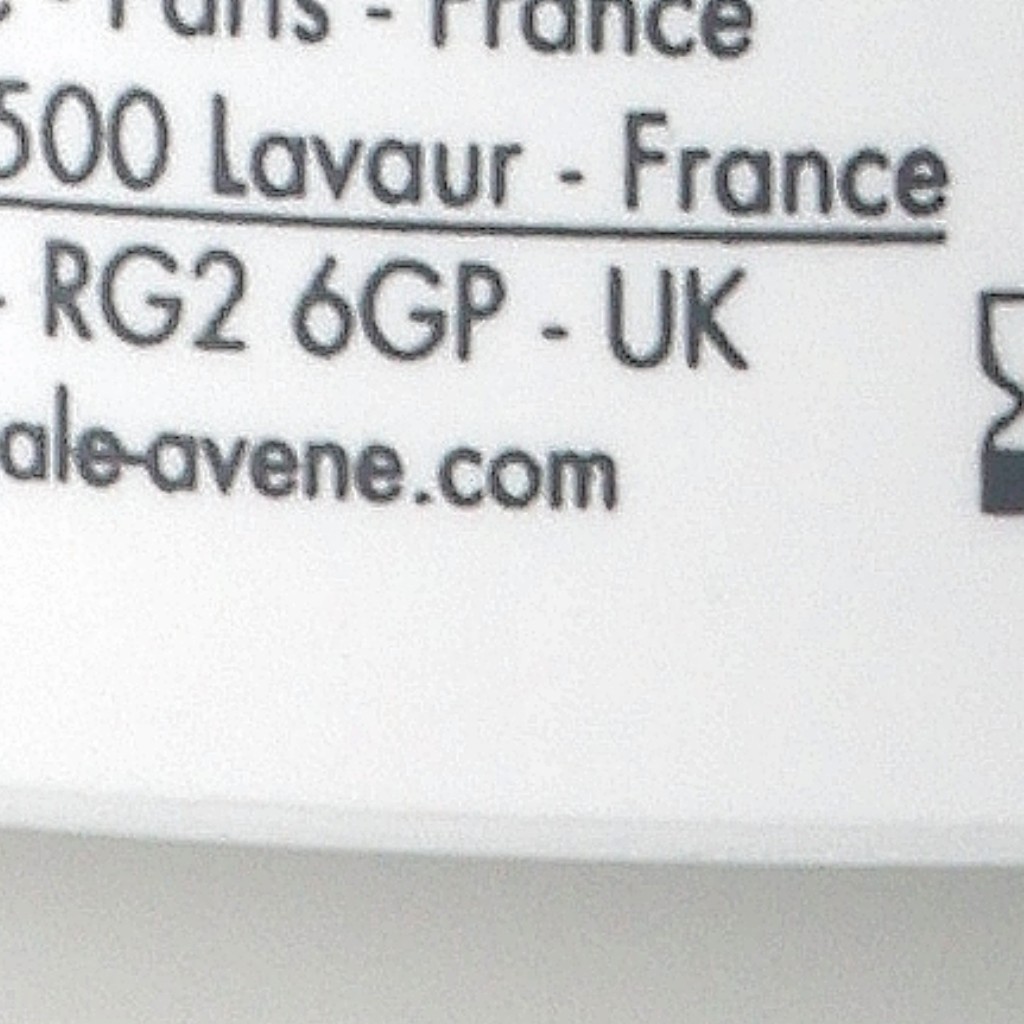 - Paris - France
500 Lavaur - France
- RG2 6GP - UK
ale-avene.com